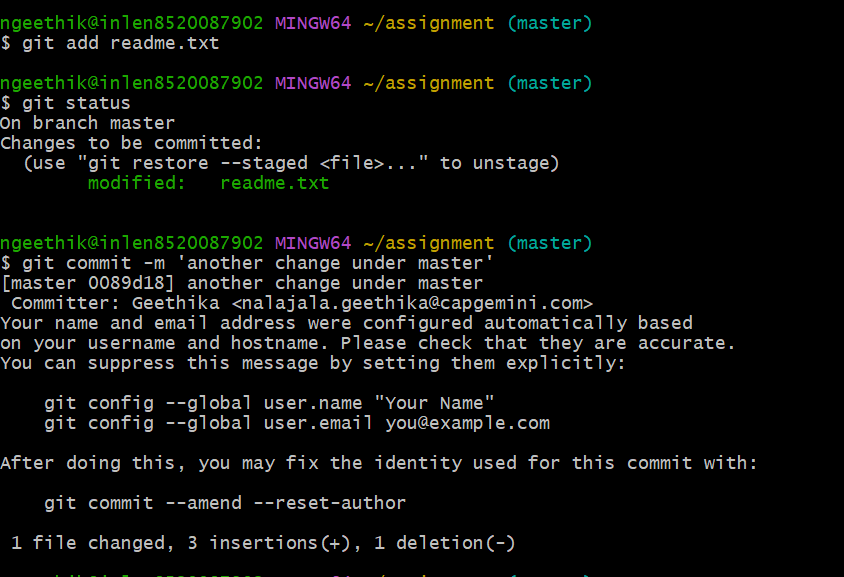 ngeethik@inlen8520087902 MINGW64 ~/assignment (master)
$ git add readme.txt
ngeethik@inlen8520087902 MINGW64 ~/assignment (master)
$ git status
On branch master
Changes to be committed:
  (use "git restore --staged <file>..." to unstage)
        modified:   readme.txt
ngeethik@inlen8520087902 MINGW64 ~/assignment (master)
$ git commit -m 'another change under master'
[master 0089d18] another change under master
 Committer: Geethika <nalajala.geethika@capgemini.com>
Your name and email address were configured automatically based
on your username and hostname. Please check that they are accurate.
You can suppress this message by setting them explicitly:
    git config --global user.name "Your Name"
    git config --global user.email you@example.com
After doing this, you may fix the identity used for this commit with:
    git commit --amend --reset-author
 1 file changed, 3 insertions(+), 1 deletion(-)